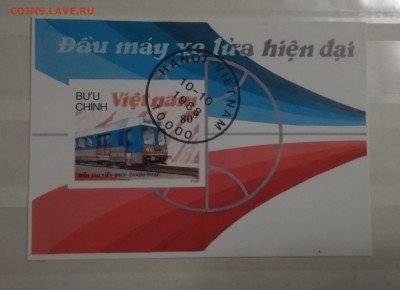 COINS.LAVE.RU
Đầu máy xe lửa hiện đại
HANOI VIETNAM
10-10
1988
0000
BƯU CHÍNH
Việt nam
80đ